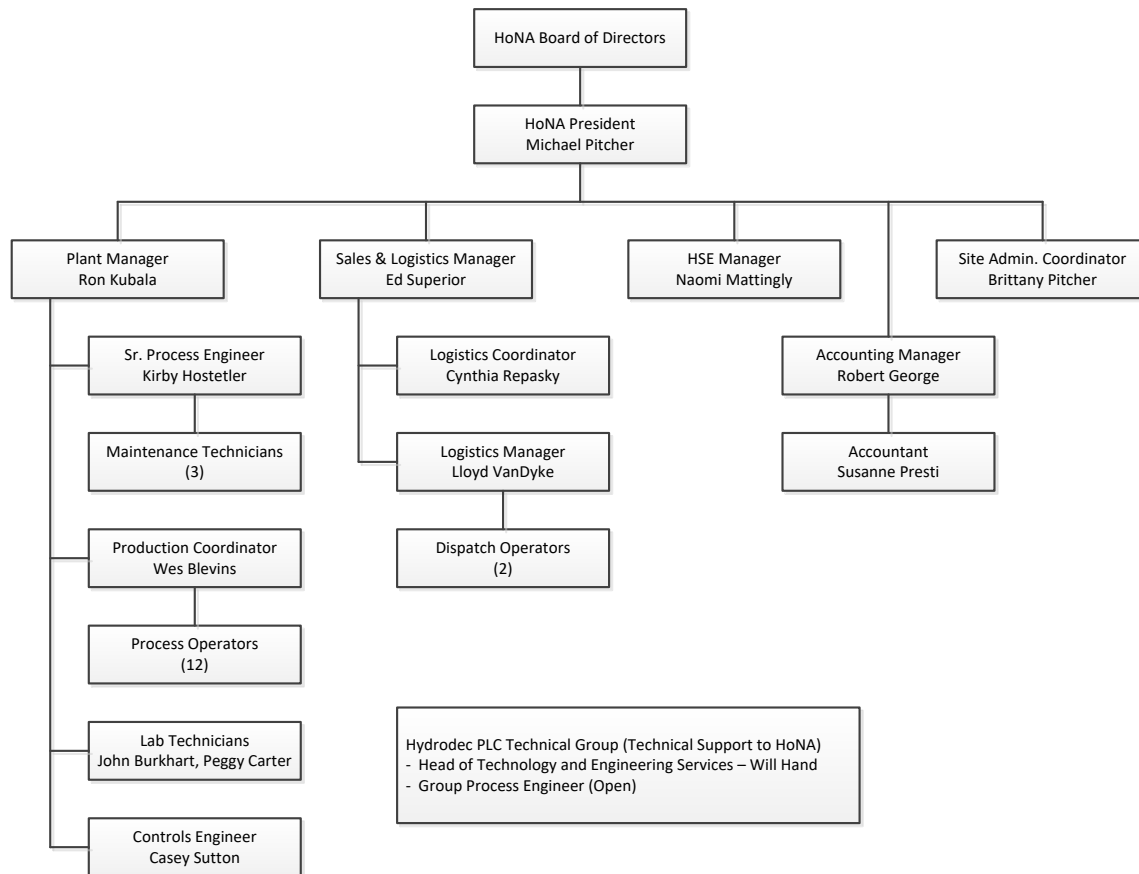 HoNA Board of Directors
HoNA President
Michael Pitcher
Plant Manager
Ron Kubala
Sales & Logistics Manager
Ed Superior
HSE Manager
Naomi Mattingly
Site Admin. Coordinator
Brittany Pitcher
Sr. Process Engineer
Kirby Hostetler
Logistics Coordinator
Cynthia Repasky
Accounting Manager
Robert George
Maintenance Technicians
(3)
Logistics Manager
Lloyd VanDyke
Accountant
Susanne Presti
Production Coordinator
Wes Blevins
Dispatch Operators
(2)
Process Operators
(12)
Lab Technicians
John Burkhart, Peggy Carter
Hydrodec PLC Technical Group (Technical Support to HoNA)
- Head of Technology and Engineering Services – Will Hand
- Group Process Engineer (Open)
Controls Engineer
Casey Sutton